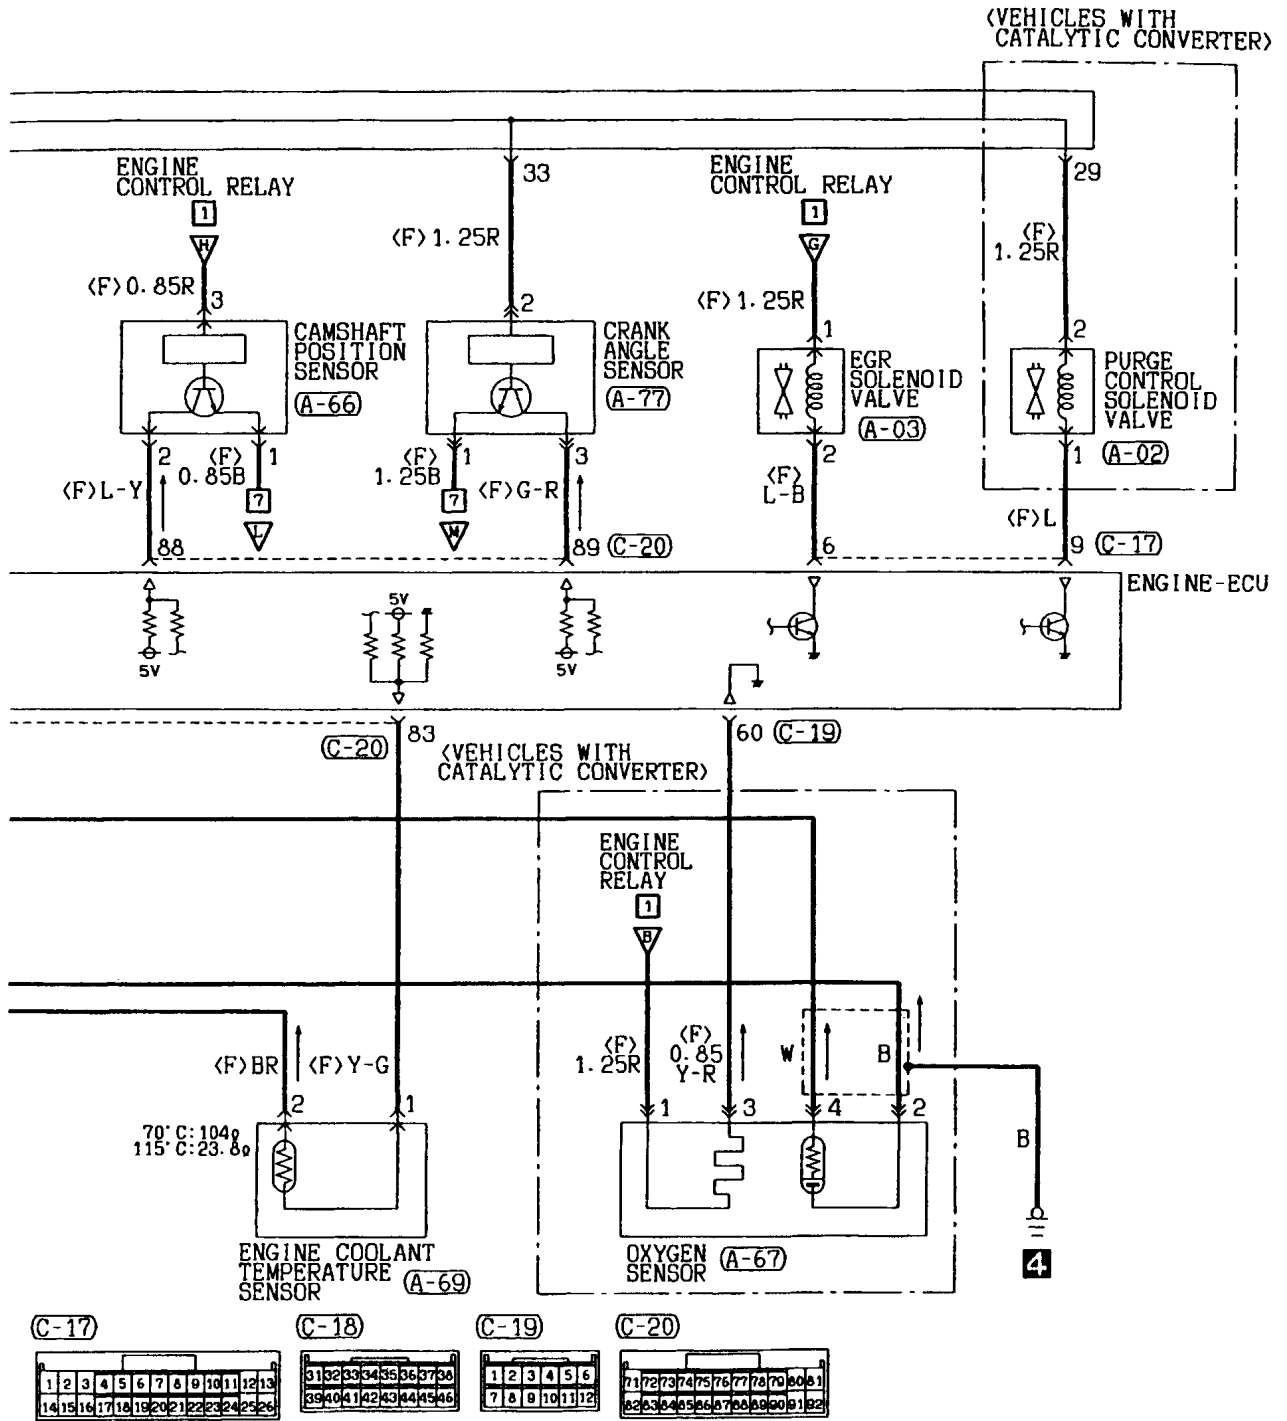 〈VEHICLES WITH
CATALYTIC CONVERTER〉
33
29
ENGINE
CONTROL RELAY
1
H
ENGINE
CONTROL RELAY
1
G
〈F〉1.25R
〈F〉
1.25R
〈F〉0.85R
〈F〉1.25R
3
2
1
2
CAMSHAFT
POSITION
SENSOR
A-66
CRANK
ANGLE
SENSOR
A-77
EGR
SOLENOID
VALVE
A-03
PURGE
CONTROL
SOLENOID
VALVE
A-02
2
〈F〉
0.85B
1
〈F〉
1.25B
1
3
2
1
〈F〉L-Y
7
L
7
M
〈F〉G-R
〈F〉
L-B
〈F〉L
88
89
C-20
6
9
C-17
ENGINE-ECU
5V
5V
5V
C-20
83
60
C-19
〈VEHICLES WITH
CATALYTIC CONVERTER〉
ENGINE
CONTROL
RELAY
1
B
〈F〉BR
〈F〉Y-G
〈F〉
1.25R
〈F〉
0.85
Y-R
W
B
2
1
1
3
4
2
B
70°C:104Ω
115°C:23.8Ω
ENGINE COOLANT
TEMPERATURE
SENSOR
A-69
OXYGEN
SENSOR
A-67
4
C-17
C-18
C-19
C-20
1 2 3 4 5 6 7 8 9 10 11 12 13
14 15 16 17 18 19 20 21 22 23 24 25 26
31 32 33 34 35 36 37 38
39 40 41 42 43 44 45 46
1 2 3 4 5 6
7 8 9 10 11 12
71 72 73 74 75 76 77 78 79 80 81
82 83 84 85 86 87 88 89 90 91 92